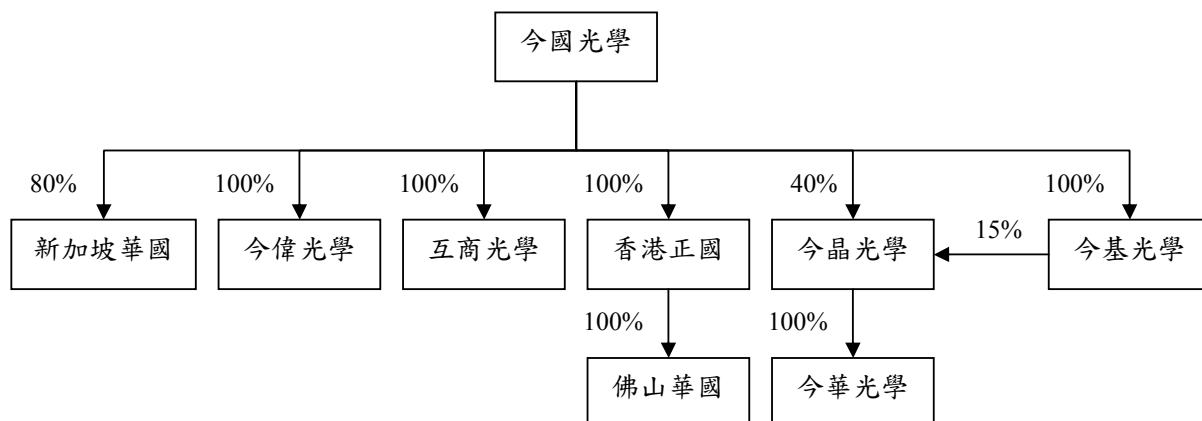 今國光學
80%
100%
100%
100%
40%
100%
新加坡華國
今偉光學
互商光學
香港正國
今晶光學
15%
今基光學
100%
100%
佛山華國
今華光學